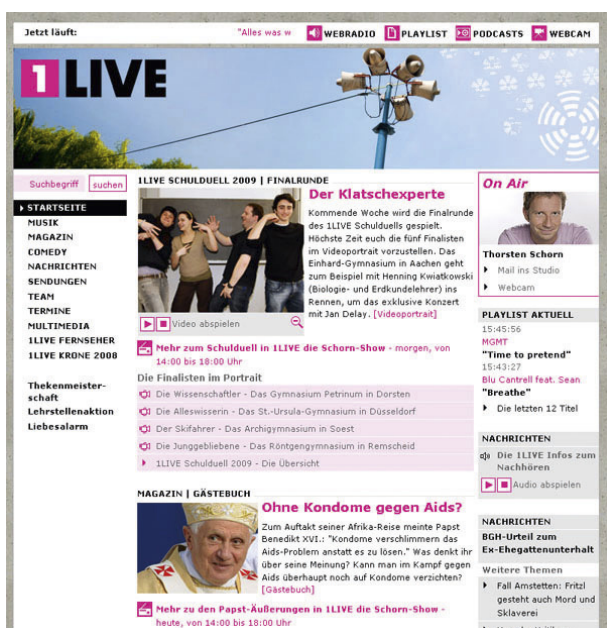 Jetzt läuft:
"Alles was w
WEBRADIO
PLAYLIST
PODCASTS
WEBCAM
1LIVE
Suchbegriff
suchen
STARTSEITE
MUSIK
MAGAZIN
COMEDY
NACHRICHTEN
SENDUNGEN
TEAM
TERMINE
MULTIMEDIA
1LIVE FERNSEHER
1LIVE KRONE 2008
Thekenmeister-
schaft
Lehrstellenaktion
Liebesalarm
1LIVE SCHULDUELL 2009 | FINALRUNDE
Der Klatschexperte
Kommende Woche wird die Finalrunde
des 1LIVE Schulduells gespielt.
Höchste Zeit euch die fünf Finalisten
im Videoportrait vorzustellen. Das
Einhard-Gymnasium in Aachen geht
zum Beispiel mit Henning Kwiatkowski
(Biologie- und Erdkundelehrer) ins
Rennen, um das exklusive Konzert
mit Jan Delay. [Videoportrait]
Video abspielen
Mehr zum Schulduell in 1LIVE die Schorn-Show - morgen, von
14:00 bis 18:00 Uhr
Die Finalisten im Portrait
Die Wissenschaftler - Das Gymnasium Petrinum in Dorsten
Die Alleswisserin - Das St.-Ursula-Gymnasium in Düsseldorf
Der Skifahrer - Das Archigymnasium in Soest
Die Junggebliebene - Das Röntgengymnasium in Remscheid
1LIVE Schulduell 2009 - Die Übersicht
MAGAZIN | GÄSTEBUCH
Ohne Kondome gegen Aids?
Zum Auftakt seiner Afrika-Reise meinte Papst
Benedikt XVI.: "Kondome verschlimmern das
Aids-Problem anstatt es zu lösen." Was denkt ihr
über seine Meinung? Kann man im Kampf gegen
Aids überhaupt noch auf Kondome verzichten?
[Gästebuch]
Mehr zu den Papst-Äußerungen in 1LIVE die Schorn-Show -
heute, von 14:00 bis 18:00 Uhr
On Air
Thorsten Schorn
Mail ins Studio
Webcam
PLAYLIST AKTUELL
15:45:56
MGMT
"Time to pretend"
15:43:27
Blu Cantrell feat. Sean
"Breathe"
Die letzten 12 Titel
NACHRICHTEN
Die 1LIVE Infos zum
Nachhören
Audio abspielen
NACHRICHTEN
BGH-Urteil zum
Ex-Ehegattenunterhalt
Weitere Themen
Fall Amstetten: Fritzl
gesteht auch Mord und
Sklaverei